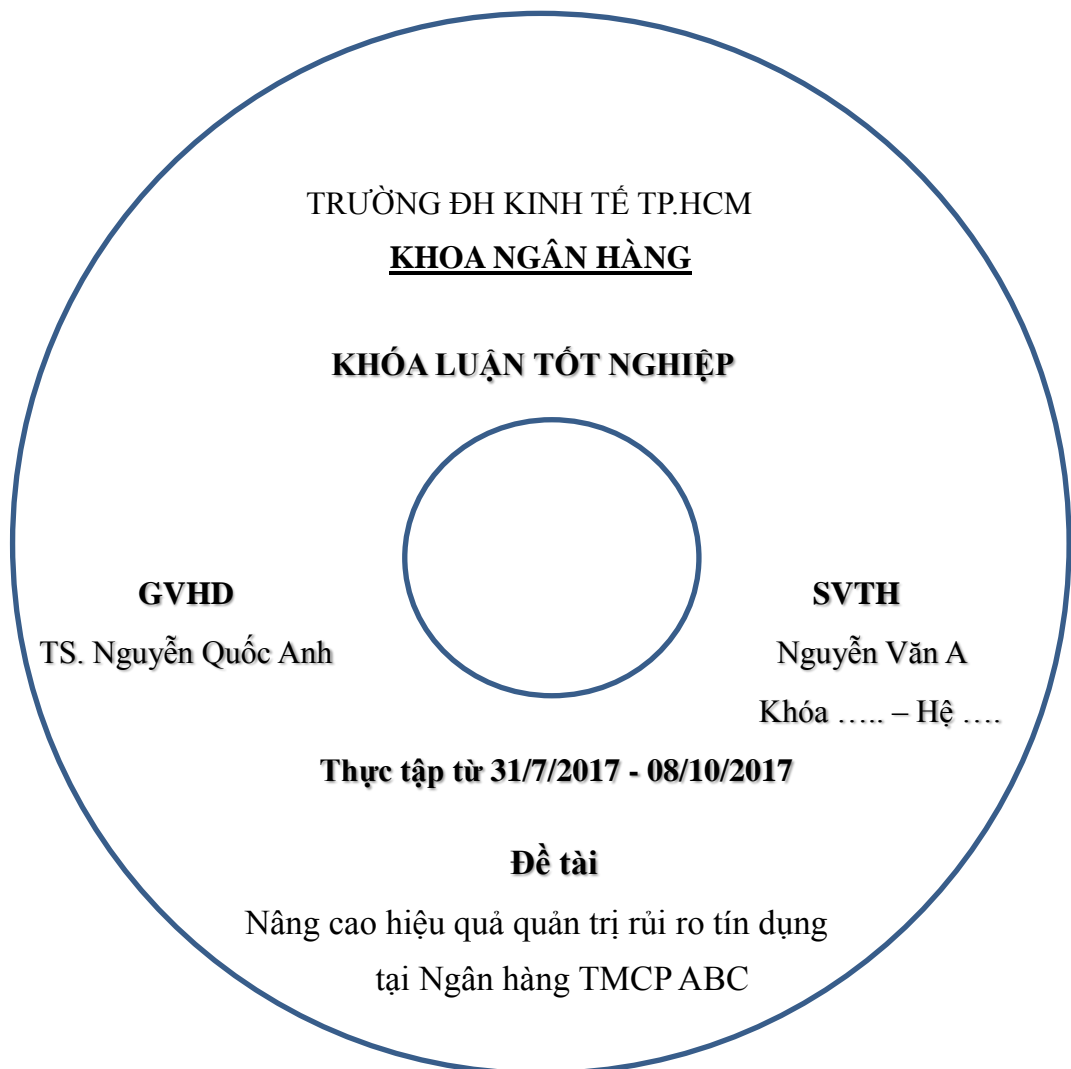 TRƯỜNG ĐH KINH TẾ TP.HCM
KHOA NGÂN HÀNG
KHÓA LUẬN TỐT NGHIỆP
GVHD
TS. Nguyễn Quốc Anh
SVTH
Nguyễn Văn A
Khóa ….. – Hệ ….
Thực tập từ 31/7/2017 - 08/10/2017
Đề tài
Nâng cao hiệu quả quản trị rủi ro tín dụng
tại Ngân hàng TMCP ABC